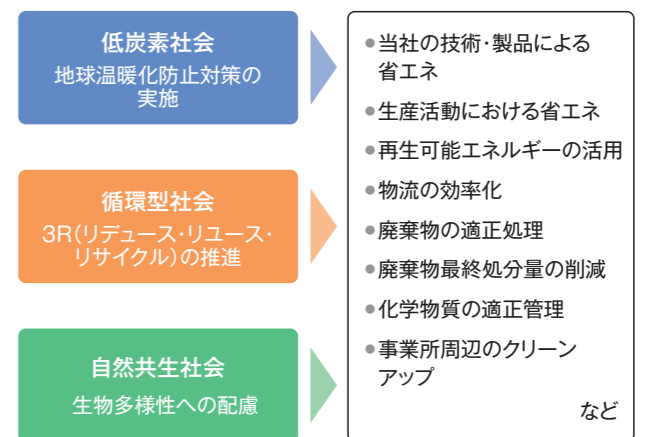 低炭素社会
地球温暖化防止対策の
実施
循環型社会
3R(リデュース・リユース・
リサイクル)の推進
自然共生社会
生物多様性への配慮
●当社の技術・製品による
省エネ
●生産活動における省エネ
●再生可能エネルギーの活用
●物流の効率化
●廃棄物の適正処理
●廃棄物最終処分量の削減
●化学物質の適正管理
●事業所周辺のクリーン
アップ
など